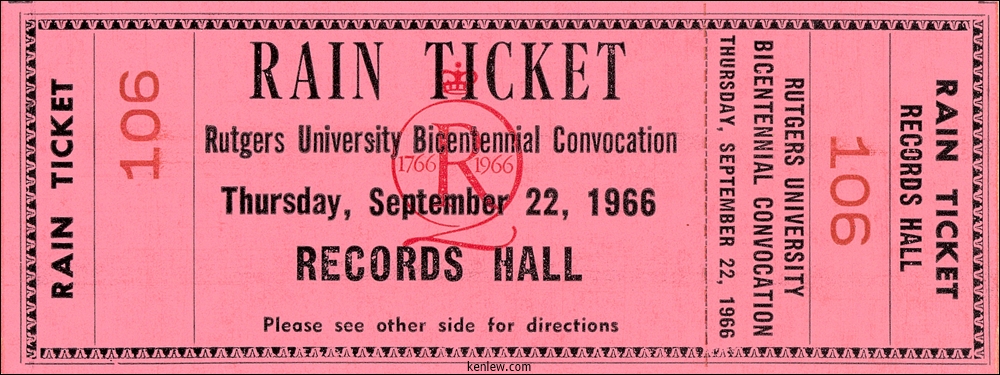 RAIN TICKET
106
RAIN TICKET
Rutgers University Bicentennial Convocation
1766 R 1966
Thursday, September 22, 1966
RECORDS HALL
Please see other side for directions
RUTGERS UNIVERSITY
BICENTENNIAL CONVOCATION
THURSDAY, SEPTEMBER 22, 1966
106
RAIN TICKET
RECORDS HALL
kenlew.com